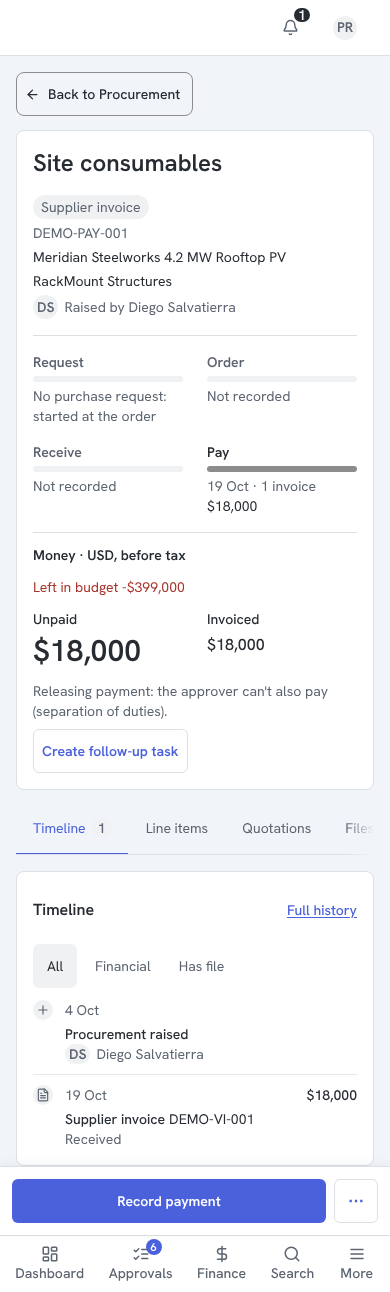 1
PR
Back to Procurement
Site consumables
Supplier invoice
DEMO-PAY-001
Meridian Steelworks 4.2 MW Rooftop PV
RackMount Structures
DS Raised by Diego Salvatierra
Request Order
No purchase request: Not recorded
started at the order
Receive Pay
Not recorded 19 Oct · 1 invoice
$18,000
Money · USD, before tax
Left in budget -$399,000
Unpaid Invoiced
$18,000 $18,000
Releasing payment: the approver can't also pay
(separation of duties).
Create follow-up task
Timeline 1 Line items Quotations Files
Timeline Full history
All Financial Has file
4 Oct
Procurement raised
DS Diego Salvatierra
19 Oct $18,000
Supplier invoice DEMO-VI-001
Received
Record payment
6
Dashboard Approvals Finance Search More